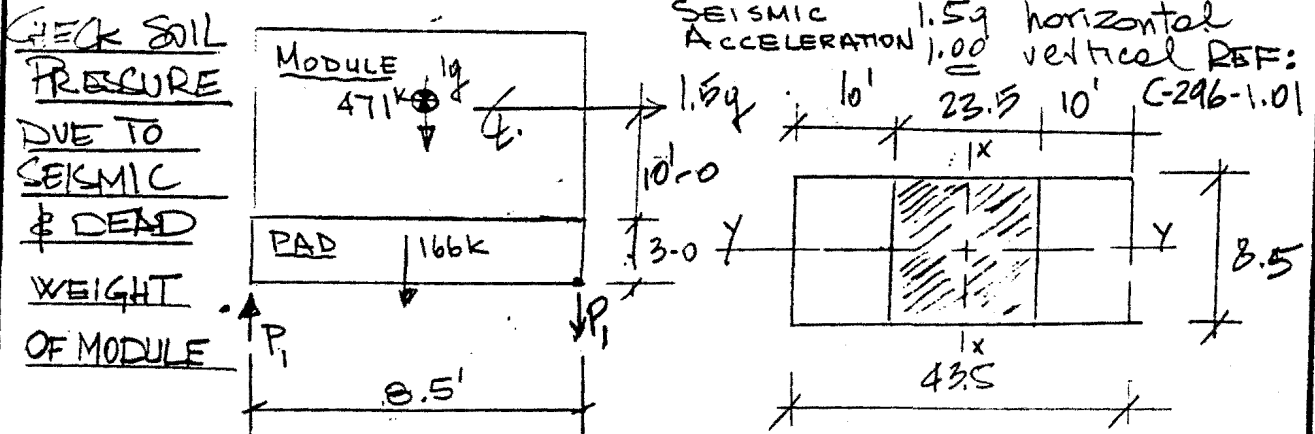 CHECK SOIL
PRESSURE
DUE TO
SEISMIC
& DEAD
WEIGHT
OF MODULE
MODULE
471K
1g
1.5g
10'-0
PAD
166K
3-0
P1
P1
8.5'
SEISMIC 1.5g horizontal
ACCELERATION 1.00 vertical REF:
C-296-1.01
10' 23.5 10'
x
Y Y
8.5
x
43.5